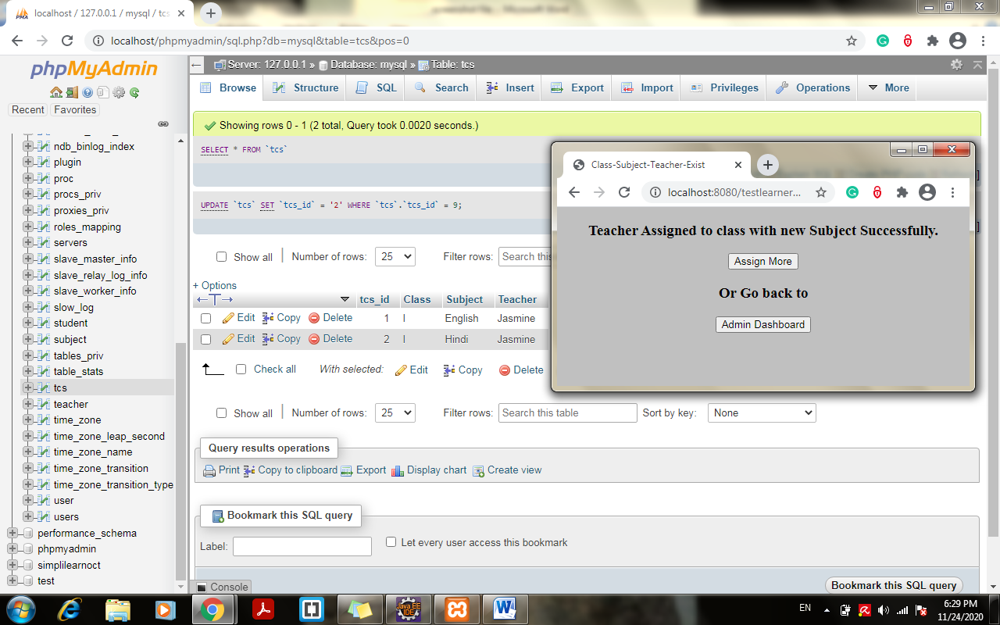 screenshot file - Microsoft Word
localhost / 127.0.0.1 / mysql / tcs
localhost/phpmyadmin/sql.php?db=mysql&table=tcs&pos=0
phpMyAdmin
Recent Favorites
ndb_binlog_index
plugin
proc
procs_priv
proxies_priv
roles_mapping
servers
slave_master_info
slave_relay_log_info
slave_worker_info
slow_log
student
subject
tables_priv
table_stats
tcs
teacher
time_zone
time_zone_leap_second
time_zone_name
time_zone_transition
time_zone_transition_type
user
users
performance_schema
phpmyadmin
simplilearnoct
test
Server: 127.0.0.1 » Database: mysql » Table: tcs
Browse Structure SQL Search Insert Export Import Privileges Operations More
Showing rows 0 - 1 (2 total, Query took 0.0020 seconds.)
SELECT * FROM `tcs`
UPDATE `tcs` SET `tcs_id` = '2' WHERE `tcs`.`tcs_id` = 9;
Show all | Number of rows: 25 Filter rows: Search this
+ Options
tcs_id Class Subject Teacher
Edit Copy Delete 1 I English Jasmine
Edit Copy Delete 2 I Hindi Jasmine
Check all With selected: Edit Copy Delete
Show all | Number of rows: 25 Filter rows: Search this table Sort by key: None
Query results operations
Print Copy to clipboard Export Display chart Create view
Bookmark this SQL query
Label: Let every user access this bookmark
Console
Bookmark this SQL query
Class-Subject-Teacher-Exist
localhost:8080/testlearner...
Teacher Assigned to class with new Subject Successfully.
Assign More
Or Go back to
Admin Dashboard
Java EE
IDE
EN
6:29 PM
11/24/2020